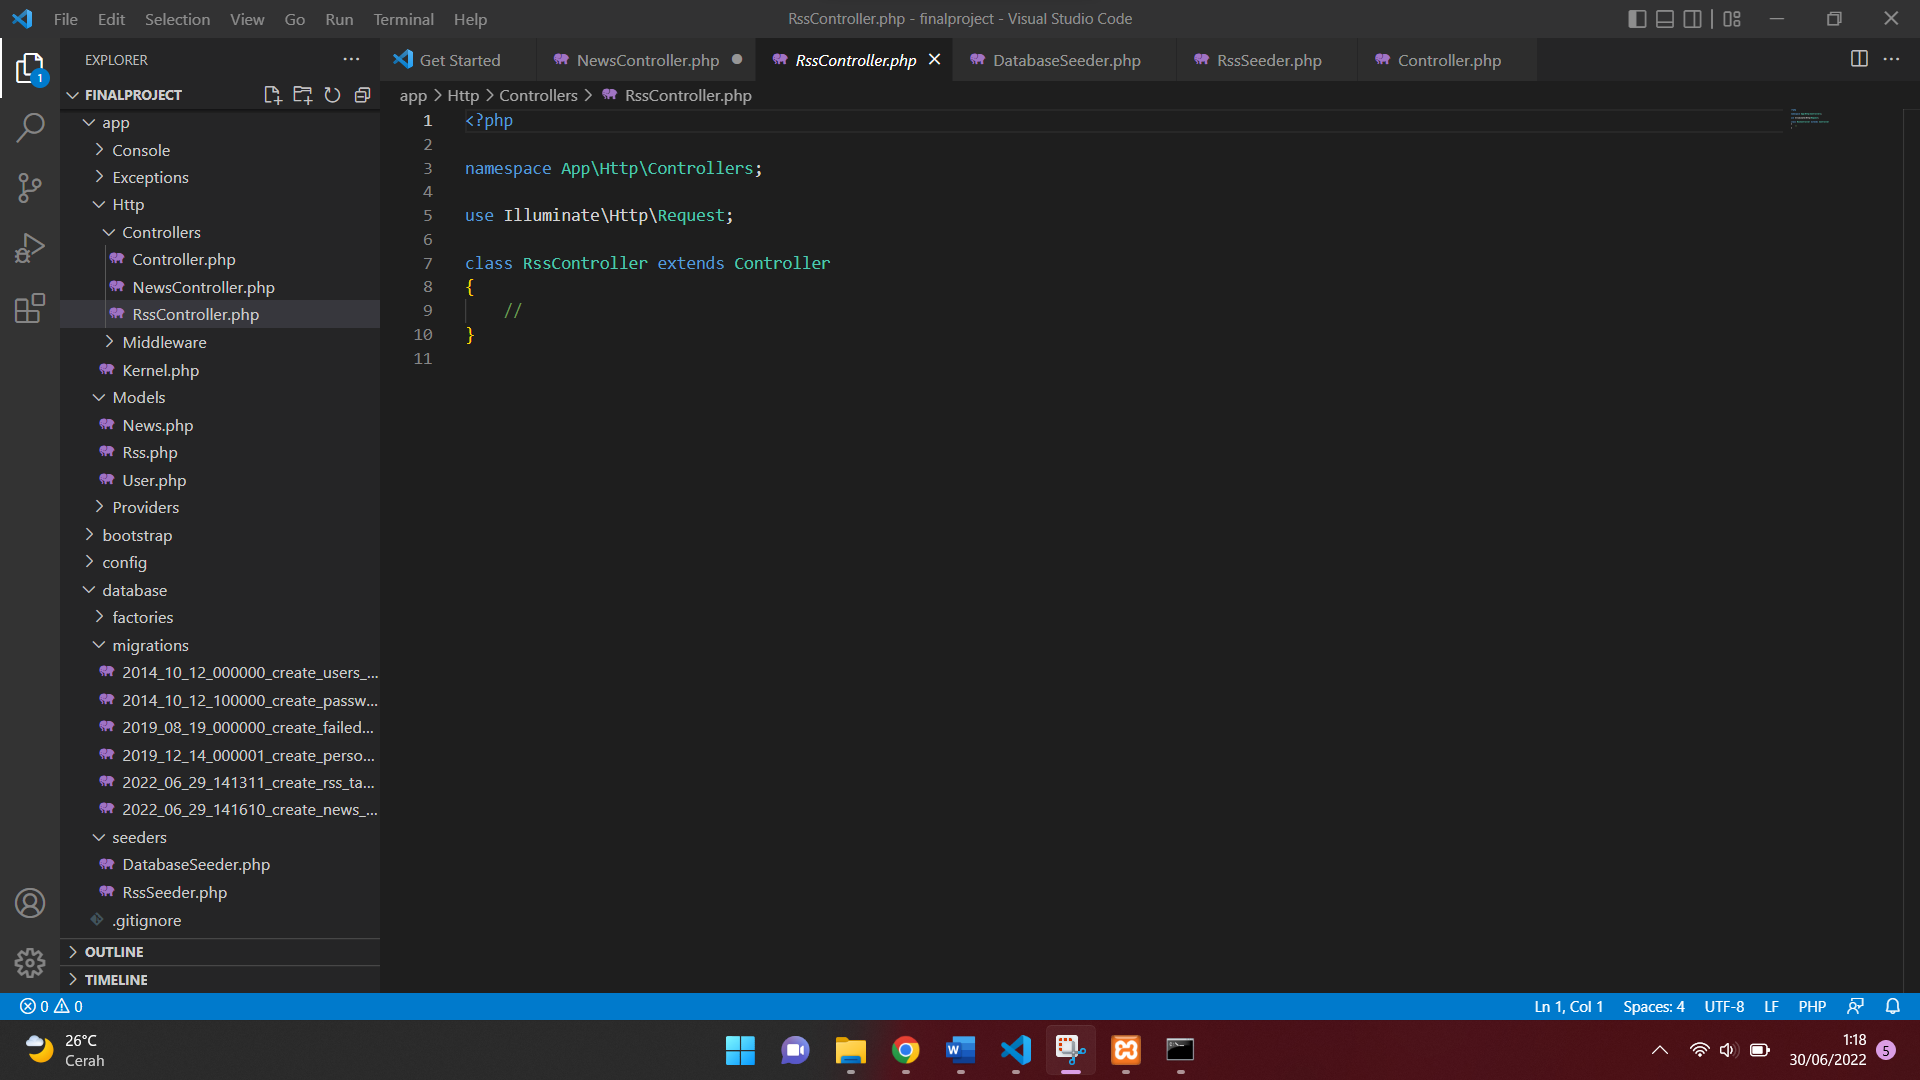 File Edit Selection View Go Run Terminal Help
RssController.php - finalproject - Visual Studio Code
EXPLORER
1
FINALPROJECT
app
Console
Exceptions
Http
Controllers
Controller.php
NewsController.php
RssController.php
Middleware
Kernel.php
Models
News.php
Rss.php
User.php
Providers
bootstrap
config
database
factories
migrations
2014_10_12_000000_create_users_...
2014_10_12_100000_create_passw...
2019_08_19_000000_create_failed...
2019_12_14_000001_create_perso...
2022_06_29_141311_create_rss_ta...
2022_06_29_141610_create_news_...
seeders
DatabaseSeeder.php
RssSeeder.php
.gitignore
OUTLINE
TIMELINE
Get Started NewsController.php RssController.php DatabaseSeeder.php RssSeeder.php Controller.php
app > Http > Controllers > RssController.php
1 <?php
2
3 namespace App\Http\Controllers;
4
5 use Illuminate\Http\Request;
6
7 class RssController extends Controller
8 {
9     //
10 }
11
0 0
Ln 1, Col 1 Spaces: 4 UTF-8 LF PHP
26°C
Cerah
1:18
30/06/2022
5